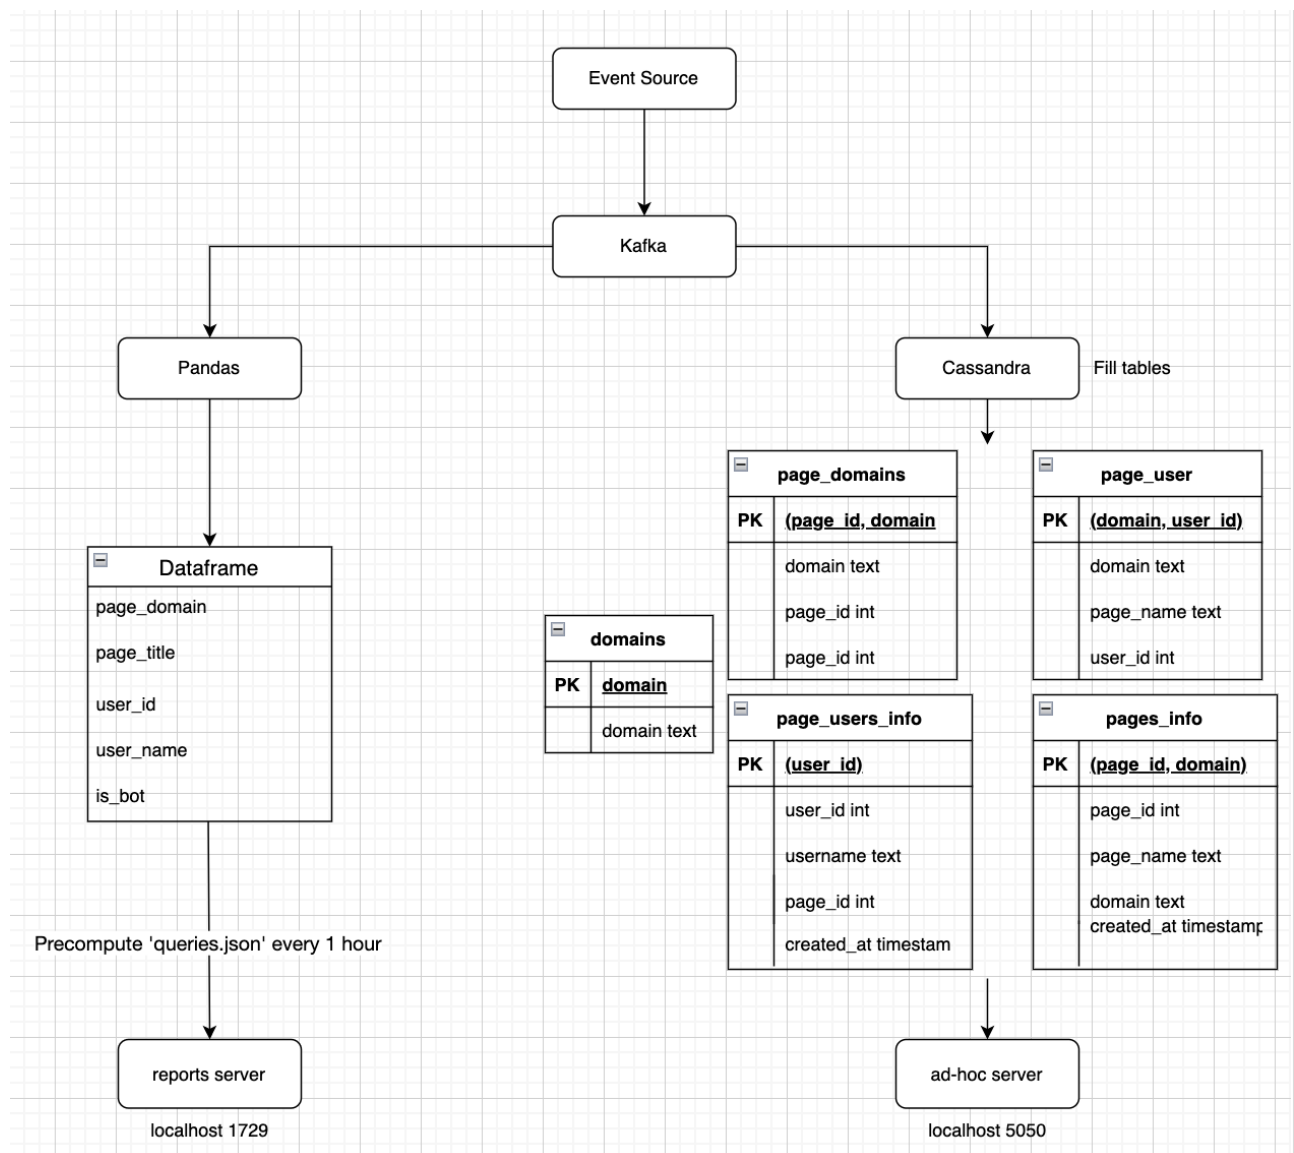 Event Source
Kafka
Pandas
Cassandra
Fill tables
Dataframe
page_domain
page_title
user_id
user_name
is_bot
Precompute 'queries.json' every 1 hour
reports server
localhost 1729
domains
PK domain
domain text
page_domains
PK (page_id, domain
domain text
page_id int
page_id int
page_user
PK (domain, user_id)
domain text
page_name text
user_id int
page_users_info
PK (user_id)
user_id int
username text
page_id int
created_at timestam
pages_info
PK (page_id, domain)
page_id int
page_name text
domain text
created_at timestamp
ad-hoc server
localhost 5050